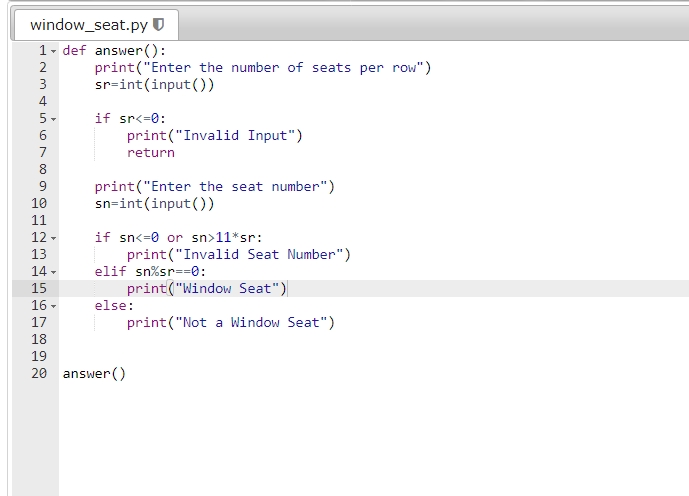 window_seat.py
1 def answer():
2     print("Enter the number of seats per row")
3     sr=int(input())
4
5     if sr<=0:
6         print("Invalid Input")
7         return
8
9     print("Enter the seat number")
10     sn=int(input())
11
12     if sn<=0 or sn>11*sr:
13         print("Invalid Seat Number")
14     elif sn%sr==0:
15         print("Window Seat")
16     else:
17         print("Not a Window Seat")
18
19
20 answer()